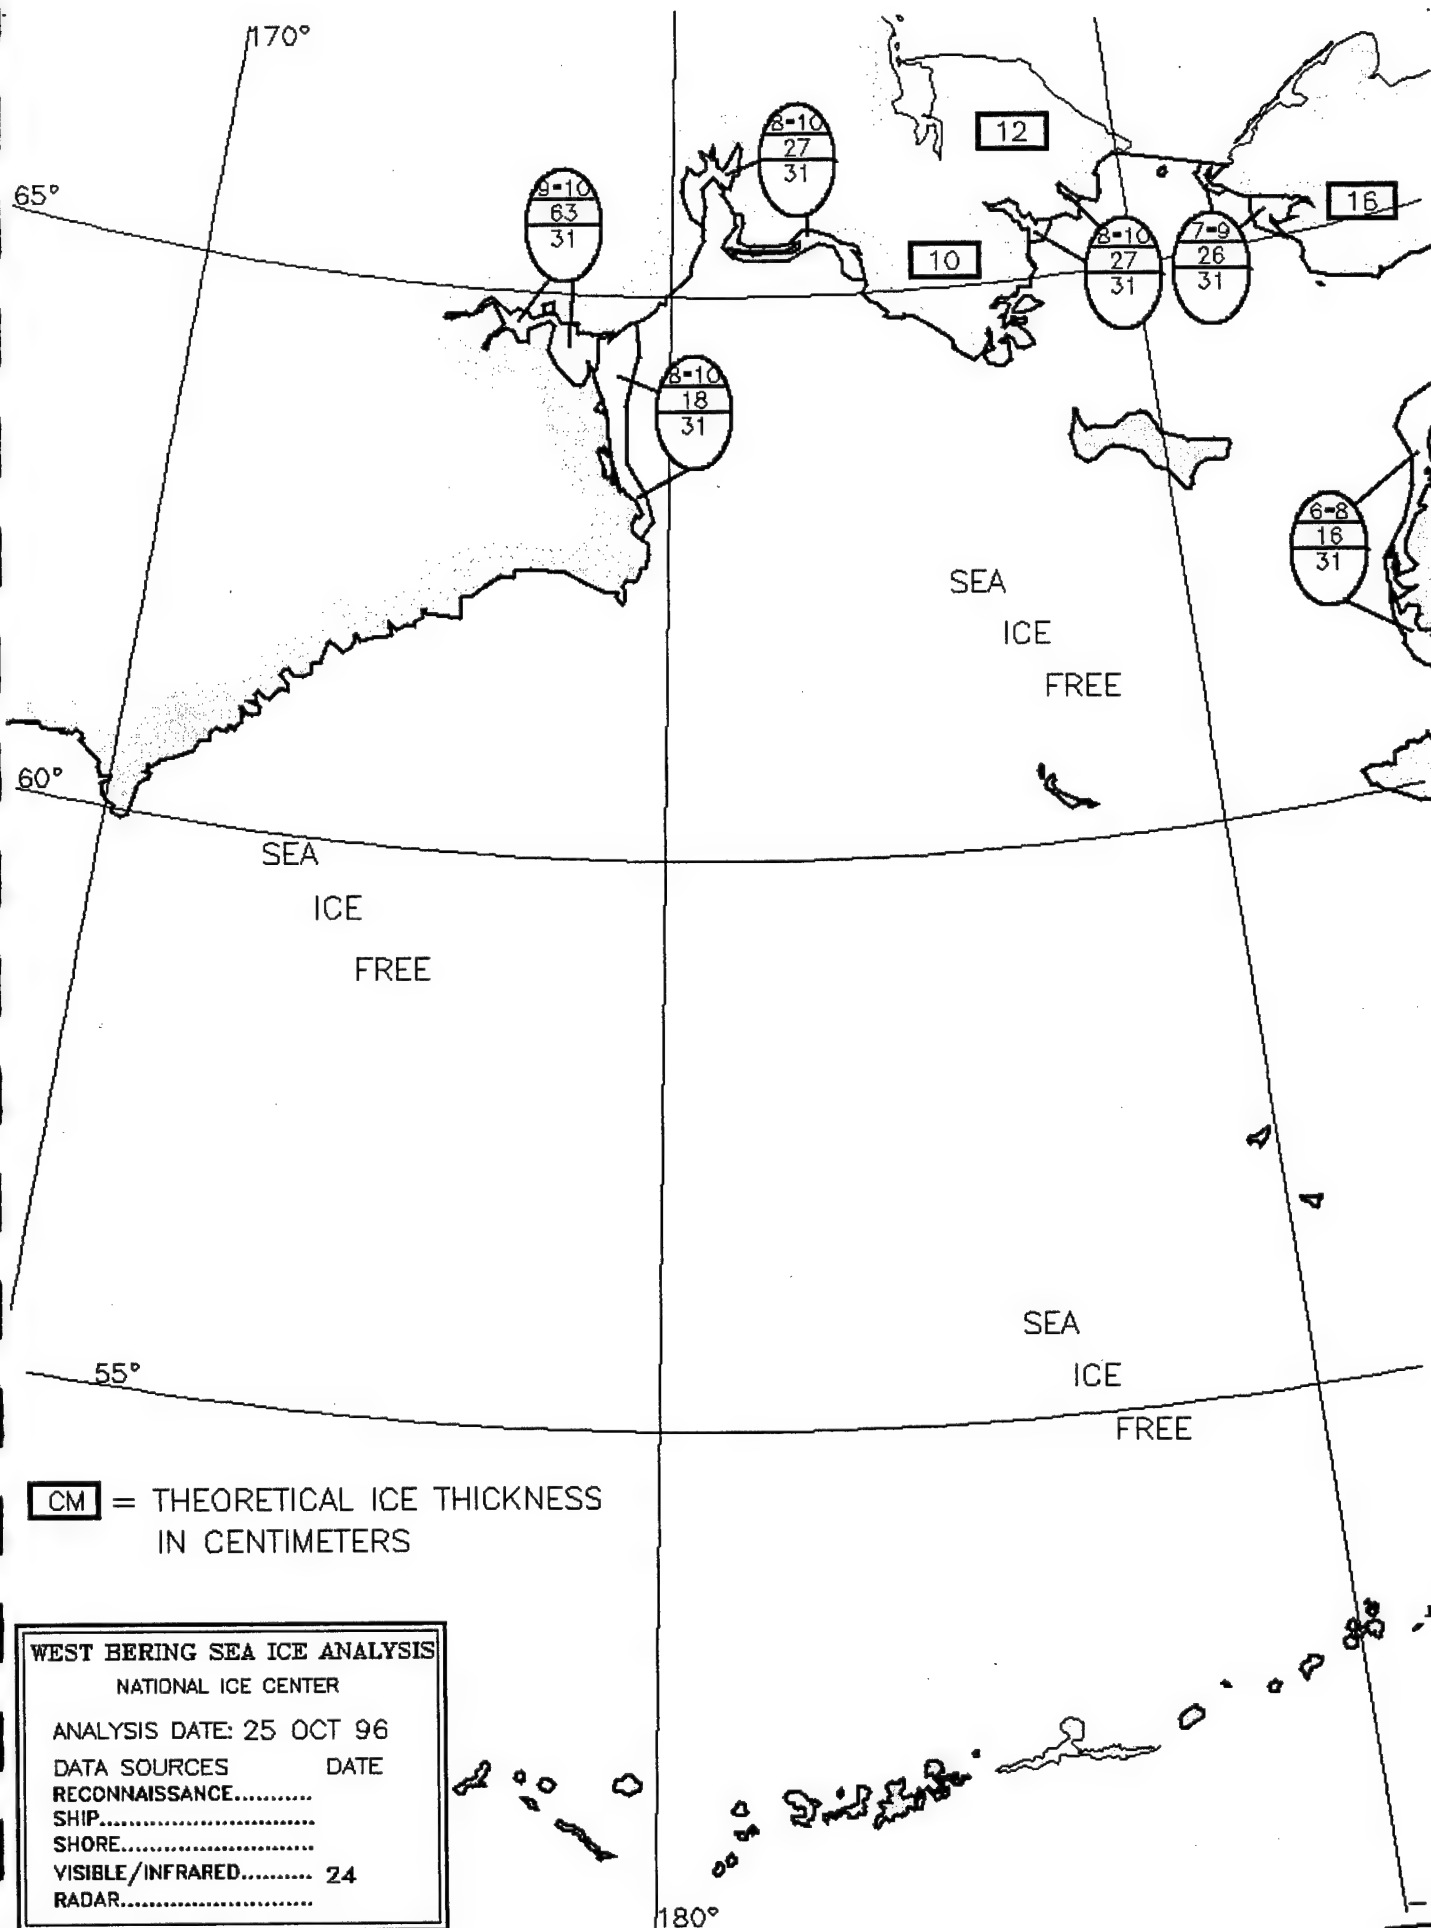 170°
8-10
27
31
12
65°
9-10
63
31
16
10
8-10
27
31
7-9
26
31
8-10
18
31
6-8
16
31
SEA
ICE
FREE
60°
SEA
ICE
FREE
SEA
ICE
FREE
55°
CM = THEORETICAL ICE THICKNESS
IN CENTIMETERS
WEST BERING SEA ICE ANALYSIS
NATIONAL ICE CENTER
ANALYSIS DATE: 25 OCT 96
DATA SOURCES DATE
RECONNAISSANCE...........
SHIP..............................
SHORE...........................
VISIBLE/INFRARED.......... 24
RADAR...........................
180°